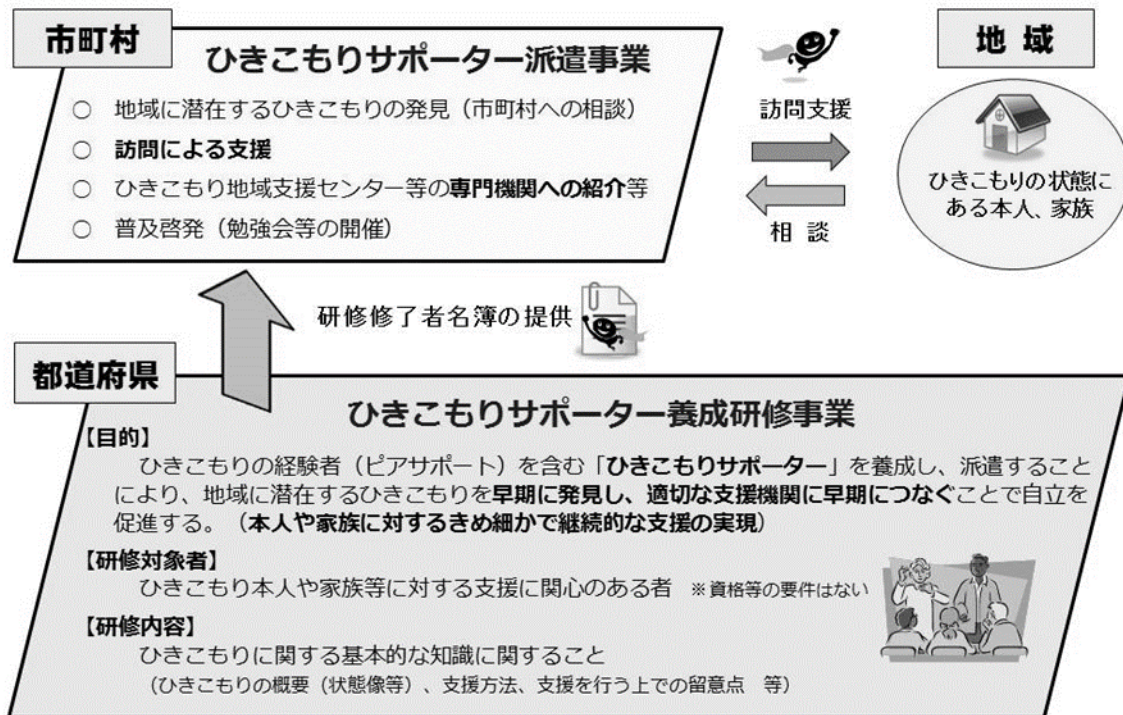 市町村
ひきこもりサポーター派遣事業
○ 地域に潜在するひきこもりの発見（市町村への相談）
○ 訪問による支援
○ ひきこもり地域支援センター等の専門機関への紹介等
○ 普及啓発（勉強会等の開催）
訪問支援
相 談
地 域
ひきこもりの状態に
ある本人、家族
研修修了者名簿の提供
都道府県
ひきこもりサポーター養成研修事業
【目的】
ひきこもりの経験者（ピアサポート）を含む「ひきこもりサポーター」を養成し、派遣すること
により、地域に潜在するひきこもりを早期に発見し、適切な支援機関に早期につなぐことで自立を
促進する。（本人や家族に対するきめ細かで継続的な支援の実現）
【研修対象者】
ひきこもり本人や家族等に対する支援に関心のある者 ※資格等の要件はない
【研修内容】
ひきこもりに関する基本的な知識に関すること
（ひきこもりの概要（状態像等）、支援方法、支援を行う上での留意点 等）